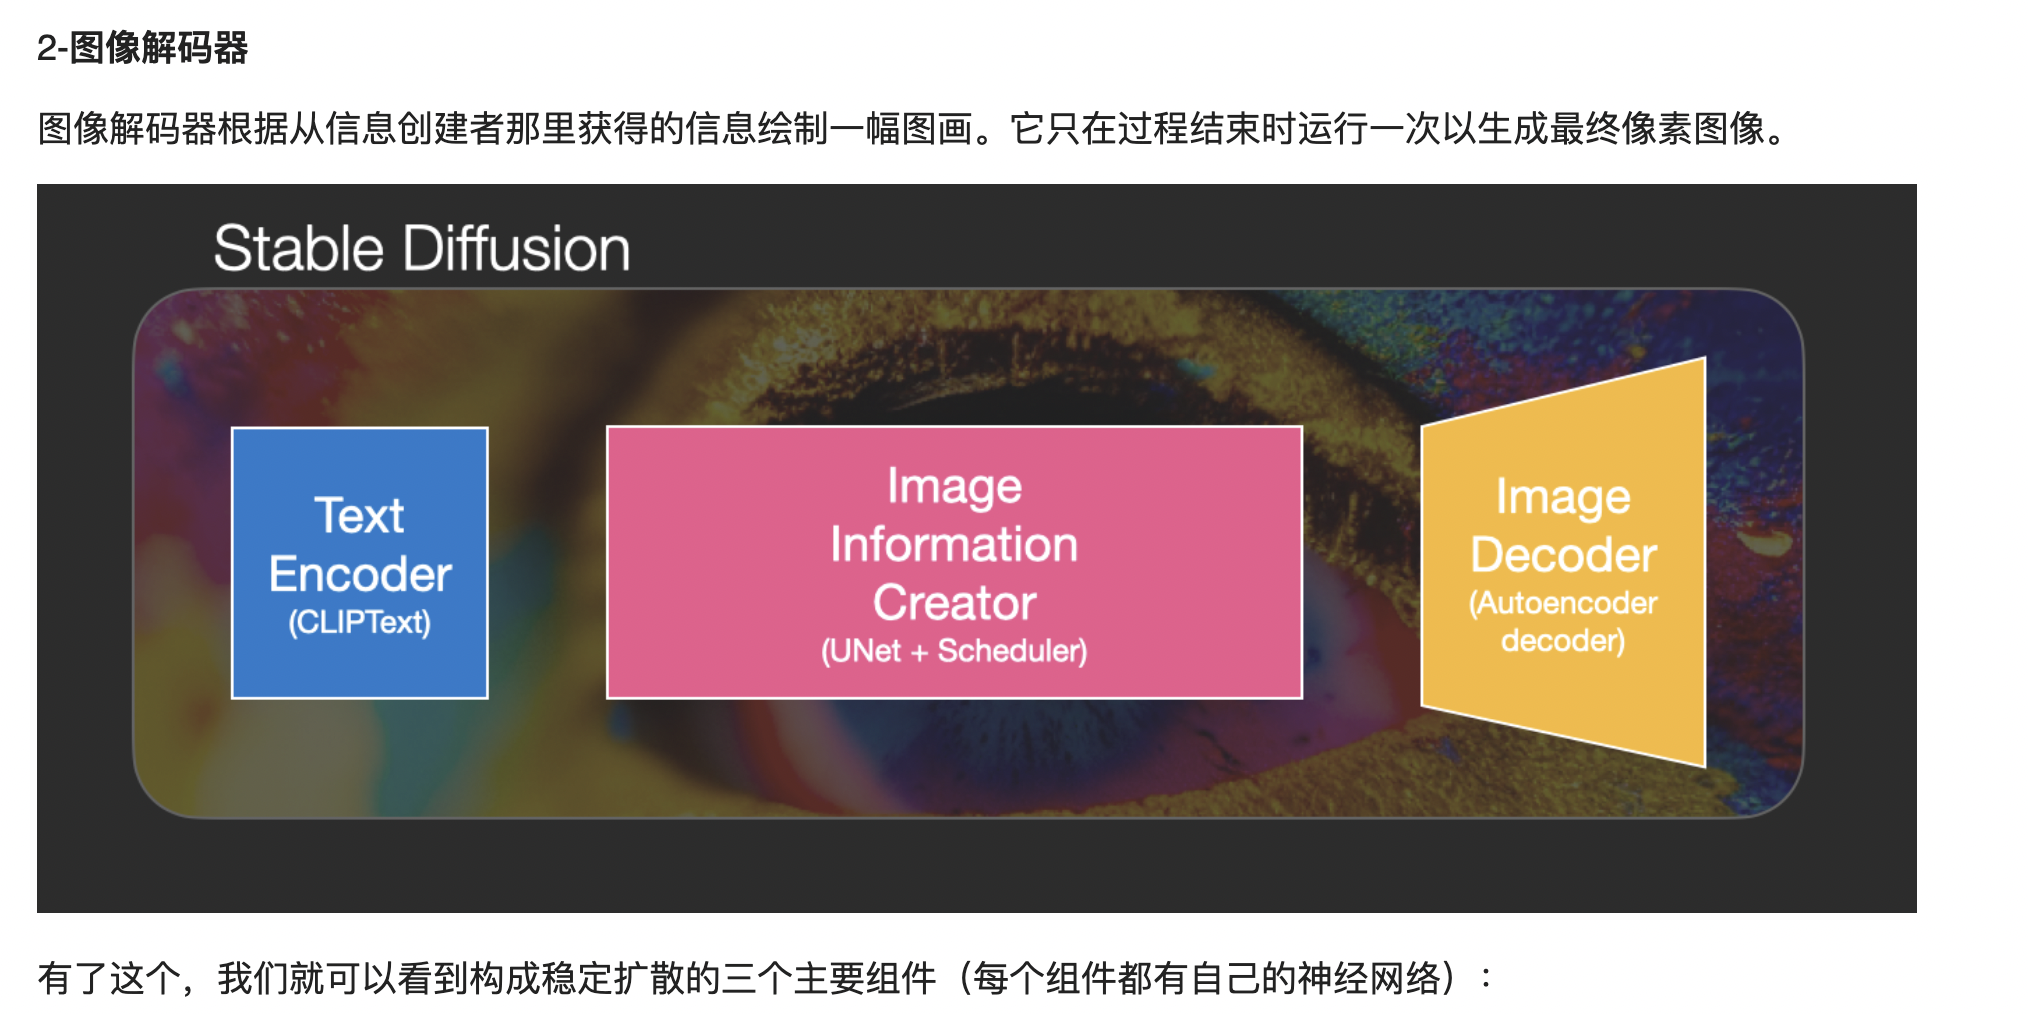 2-图像解码器
图像解码器根据从信息创建者那里获得的信息绘制一幅图画。它只在过程结束时运行一次以生成最终像素图像。
Stable Diffusion
Text
Encoder
(CLIPText)
Image
Information
Creator
(UNet + Scheduler)
Image
Decoder
(Autoencoder
decoder)
有了这个，我们就可以看到构成稳定扩散的三个主要组件（每个组件都有自己的神经网络）：